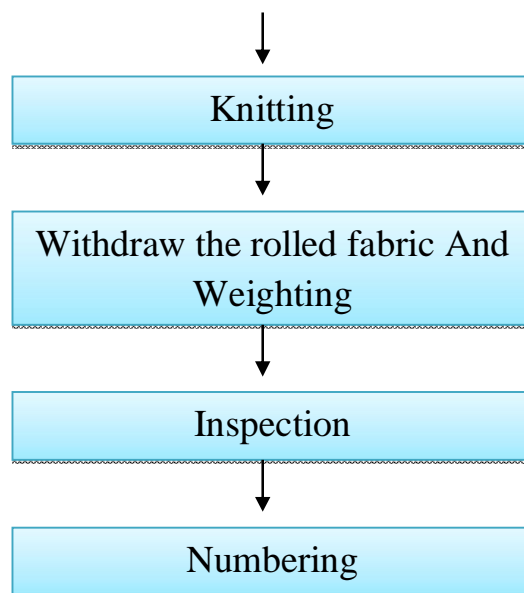 Knitting
Withdraw the rolled fabric And
Weighting
Inspection
Numbering